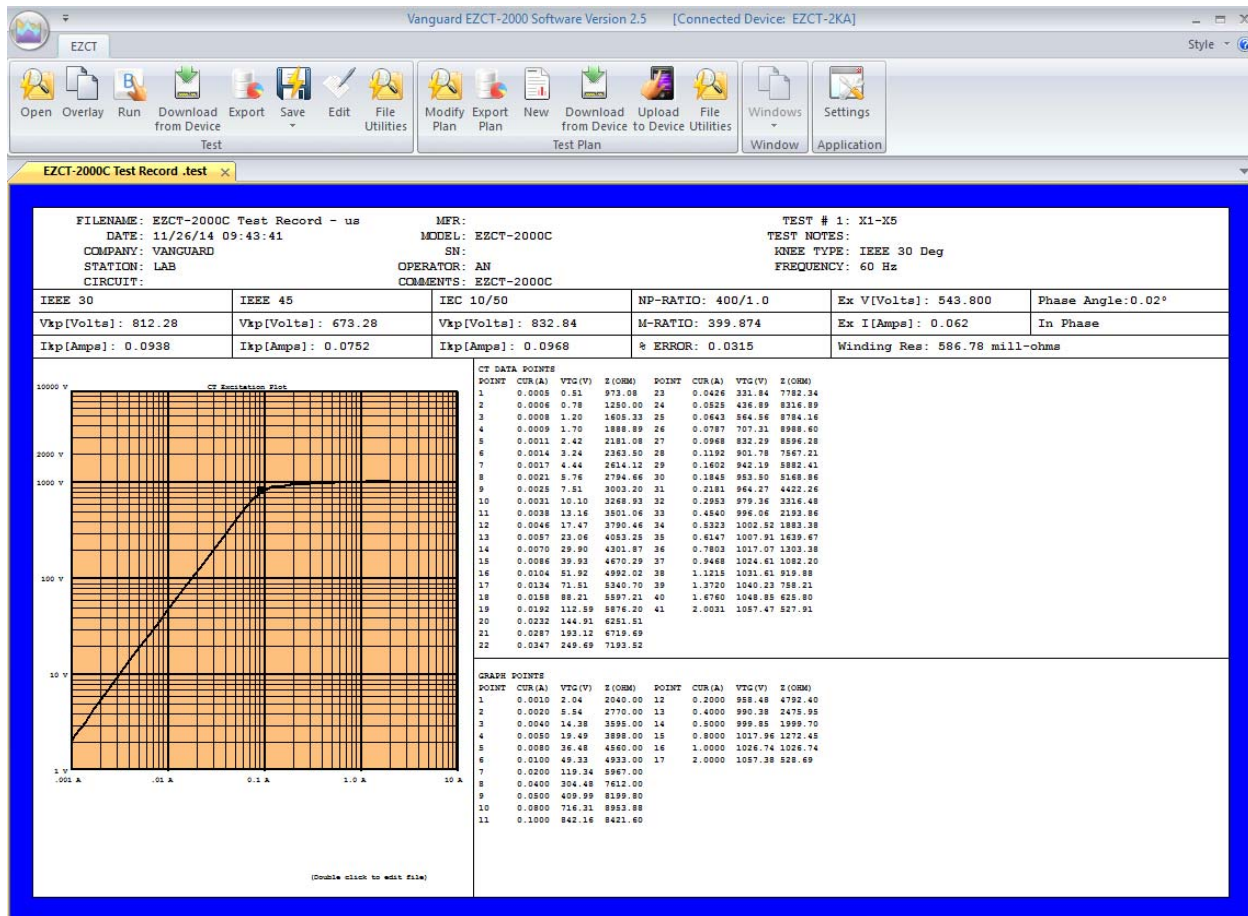 Vanguard EZCT-2000 Software Version 2.5 [Connected Device: EZCT-2KA]
EZCT Style
Open Overlay Run Download from Device Export Save Edit File Utilities
Modify Plan Export Plan New Download from Device Upload to Device File Utilities
Windows Settings
Test Test Plan Window Application
EZCT-2000C Test Record .test
FILENAME: EZCT-2000C Test Record - us MFR: TEST # 1: X1-X5
DATE: 11/26/14 09:43:41 MODEL: EZCT-2000C TEST NOTES:
COMPANY: VANGUARD SN: KNEE TYPE: IEEE 30 Deg
STATION: LAB OPERATOR: AN FREQUENCY: 60 Hz
CIRCUIT: COMMENTS: EZCT-2000C
IEEE 30 IEEE 45 IEC 10/50 NP-RATIO: 400/1.0 Ex V[Volts]: 543.800 Phase Angle:0.02°
Vkp[Volts]: 812.28 Vkp[Volts]: 673.28 Vkp[Volts]: 832.84 M-RATIO: 399.874 Ex I[Amps]: 0.062 In Phase
Ikp[Amps]: 0.0938 Ikp[Amps]: 0.0752 Ikp[Amps]: 0.0968 % ERROR: 0.0315 Winding Res: 586.78 mill-ohms
CT Excitation Plot
10000 V
2000 V
1000 V
100 V
10 V
1 V
.001 A .01 A 0.1 A 1.0 A 10 A
(Double click to edit file)
CT DATA POINTS
POINT CUR(A) VTG(V) Z(OHM) POINT CUR(A) VTG(V) Z(OHM)
1 0.0005 0.51 973.08 23 0.0426 331.84 7782.34
2 0.0006 0.78 1250.00 24 0.0525 436.89 8316.89
3 0.0008 1.20 1605.33 25 0.0643 564.56 8784.16
4 0.0009 1.70 1888.89 26 0.0787 707.31 8988.60
5 0.0011 2.42 2181.08 27 0.0968 832.29 8596.28
6 0.0014 3.24 2363.50 28 0.1192 901.78 7567.21
7 0.0017 4.44 2614.12 29 0.1602 942.19 5882.41
8 0.0021 5.76 2794.66 30 0.1845 953.50 5168.86
9 0.0025 7.51 3003.20 31 0.2181 964.27 4422.26
10 0.0031 10.10 3268.93 32 0.2953 979.36 3316.48
11 0.0038 13.16 3501.06 33 0.4540 996.06 2193.86
12 0.0046 17.47 3790.46 34 0.5323 1002.52 1883.38
13 0.0057 23.06 4053.25 35 0.6147 1007.91 1639.67
14 0.0070 29.90 4301.87 36 0.7803 1017.07 1303.38
15 0.0086 39.93 4670.29 37 0.9468 1024.61 1082.20
16 0.0104 51.92 4992.02 38 1.1215 1031.61 919.88
17 0.0134 71.51 5340.70 39 1.3720 1040.23 758.21
18 0.0158 88.21 5597.21 40 1.6760 1048.85 625.80
19 0.0192 112.59 5876.20 41 2.0031 1057.47 527.91
20 0.0232 144.91 6251.51
21 0.0287 193.12 6719.69
22 0.0347 249.69 7193.52
GRAPH POINTS
POINT CUR(A) VTG(V) Z(OHM) POINT CUR(A) VTG(V) Z(OHM)
1 0.0010 2.04 2040.00 12 0.2000 958.48 4792.40
2 0.0020 5.54 2770.00 13 0.4000 990.38 2475.95
3 0.0040 14.38 3595.00 14 0.5000 999.85 1999.70
4 0.0050 19.49 3898.00 15 0.8000 1017.96 1272.45
5 0.0080 36.48 4560.00 16 1.0000 1026.74 1026.74
6 0.0100 49.33 4933.00 17 2.0000 1057.38 528.69
7 0.0200 119.34 5967.00
8 0.0400 304.48 7612.00
9 0.0500 409.99 8199.80
10 0.0800 716.31 8953.88
11 0.1000 842.16 8421.60